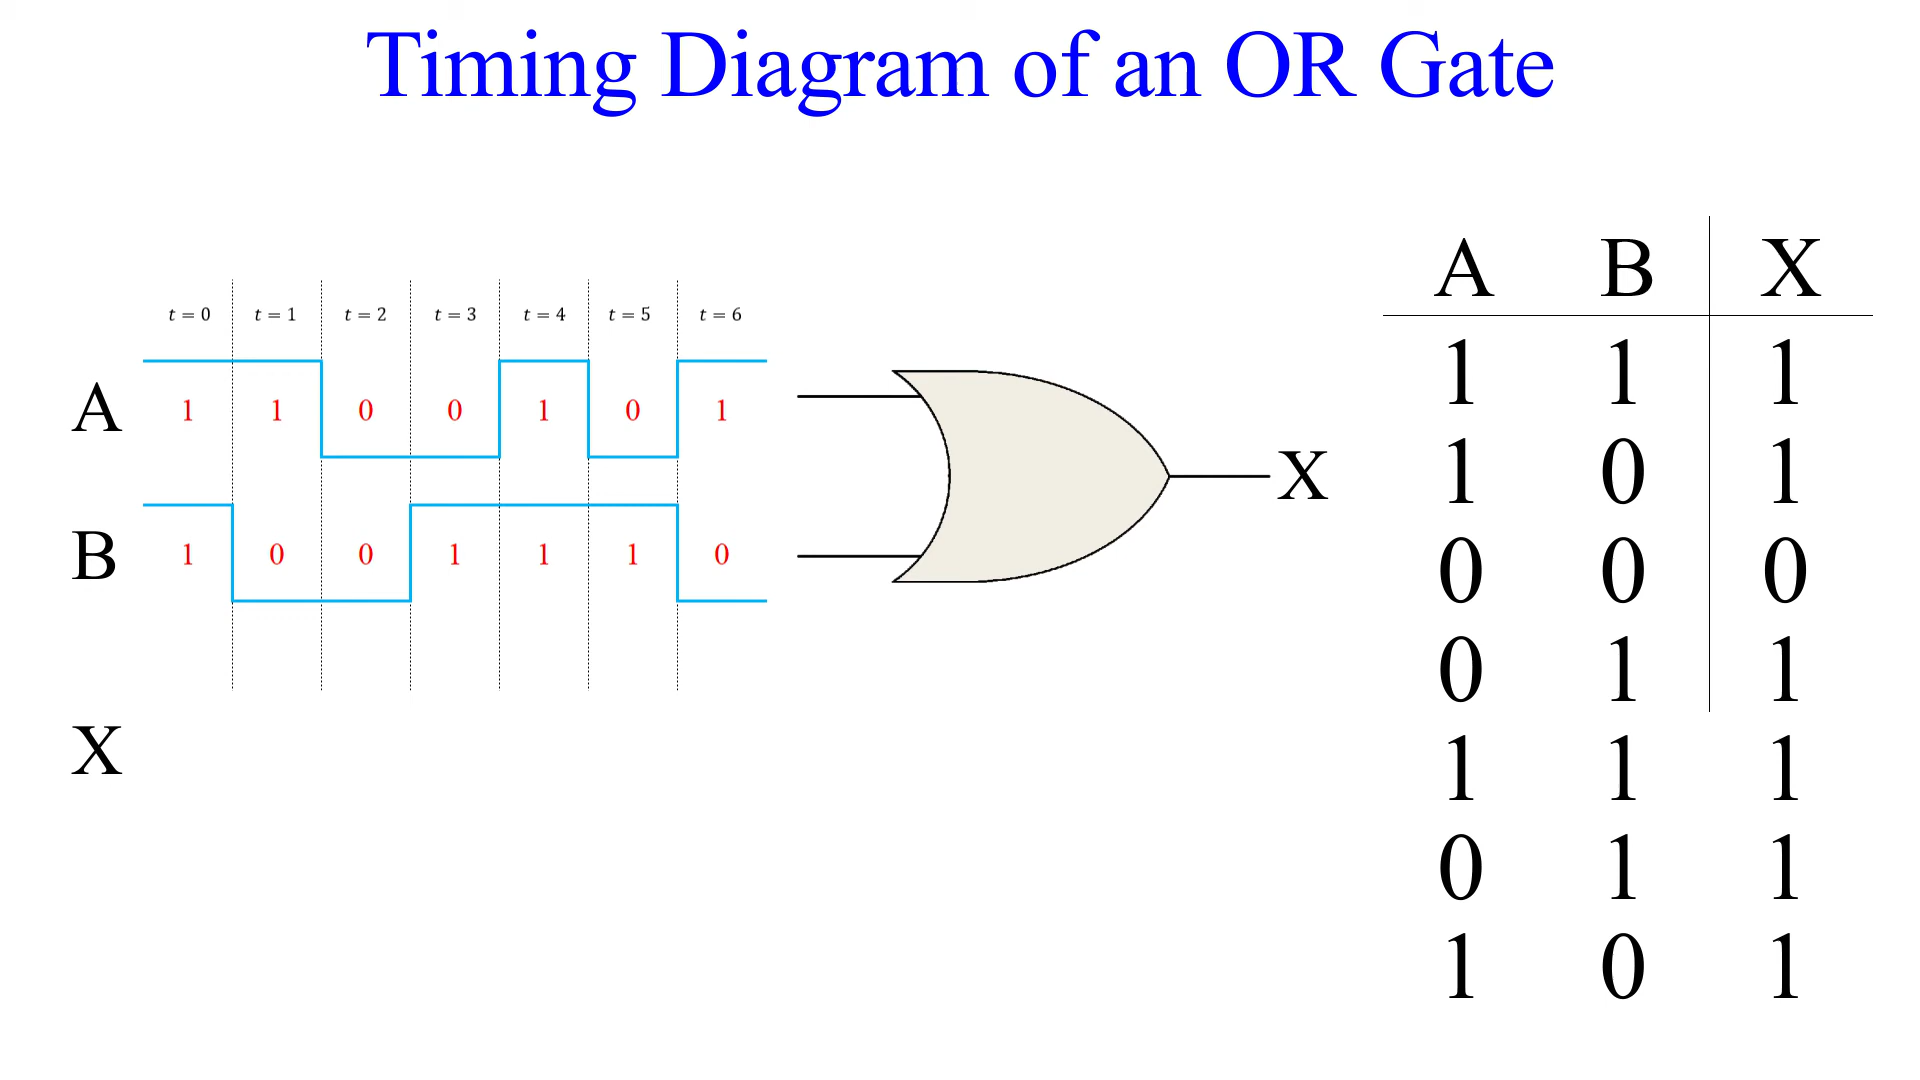 Timing Diagram of an OR Gate
t = 0 t = 1 t = 2 t = 3 t = 4 t = 5 t = 6
A 1 1 0 0 1 0 1
B 1 0 0 1 1 1 0
X
X
A B X
1 1 1
1 0 1
0 0 0
0 1 1
1 1 1
0 1 1
1 0 1